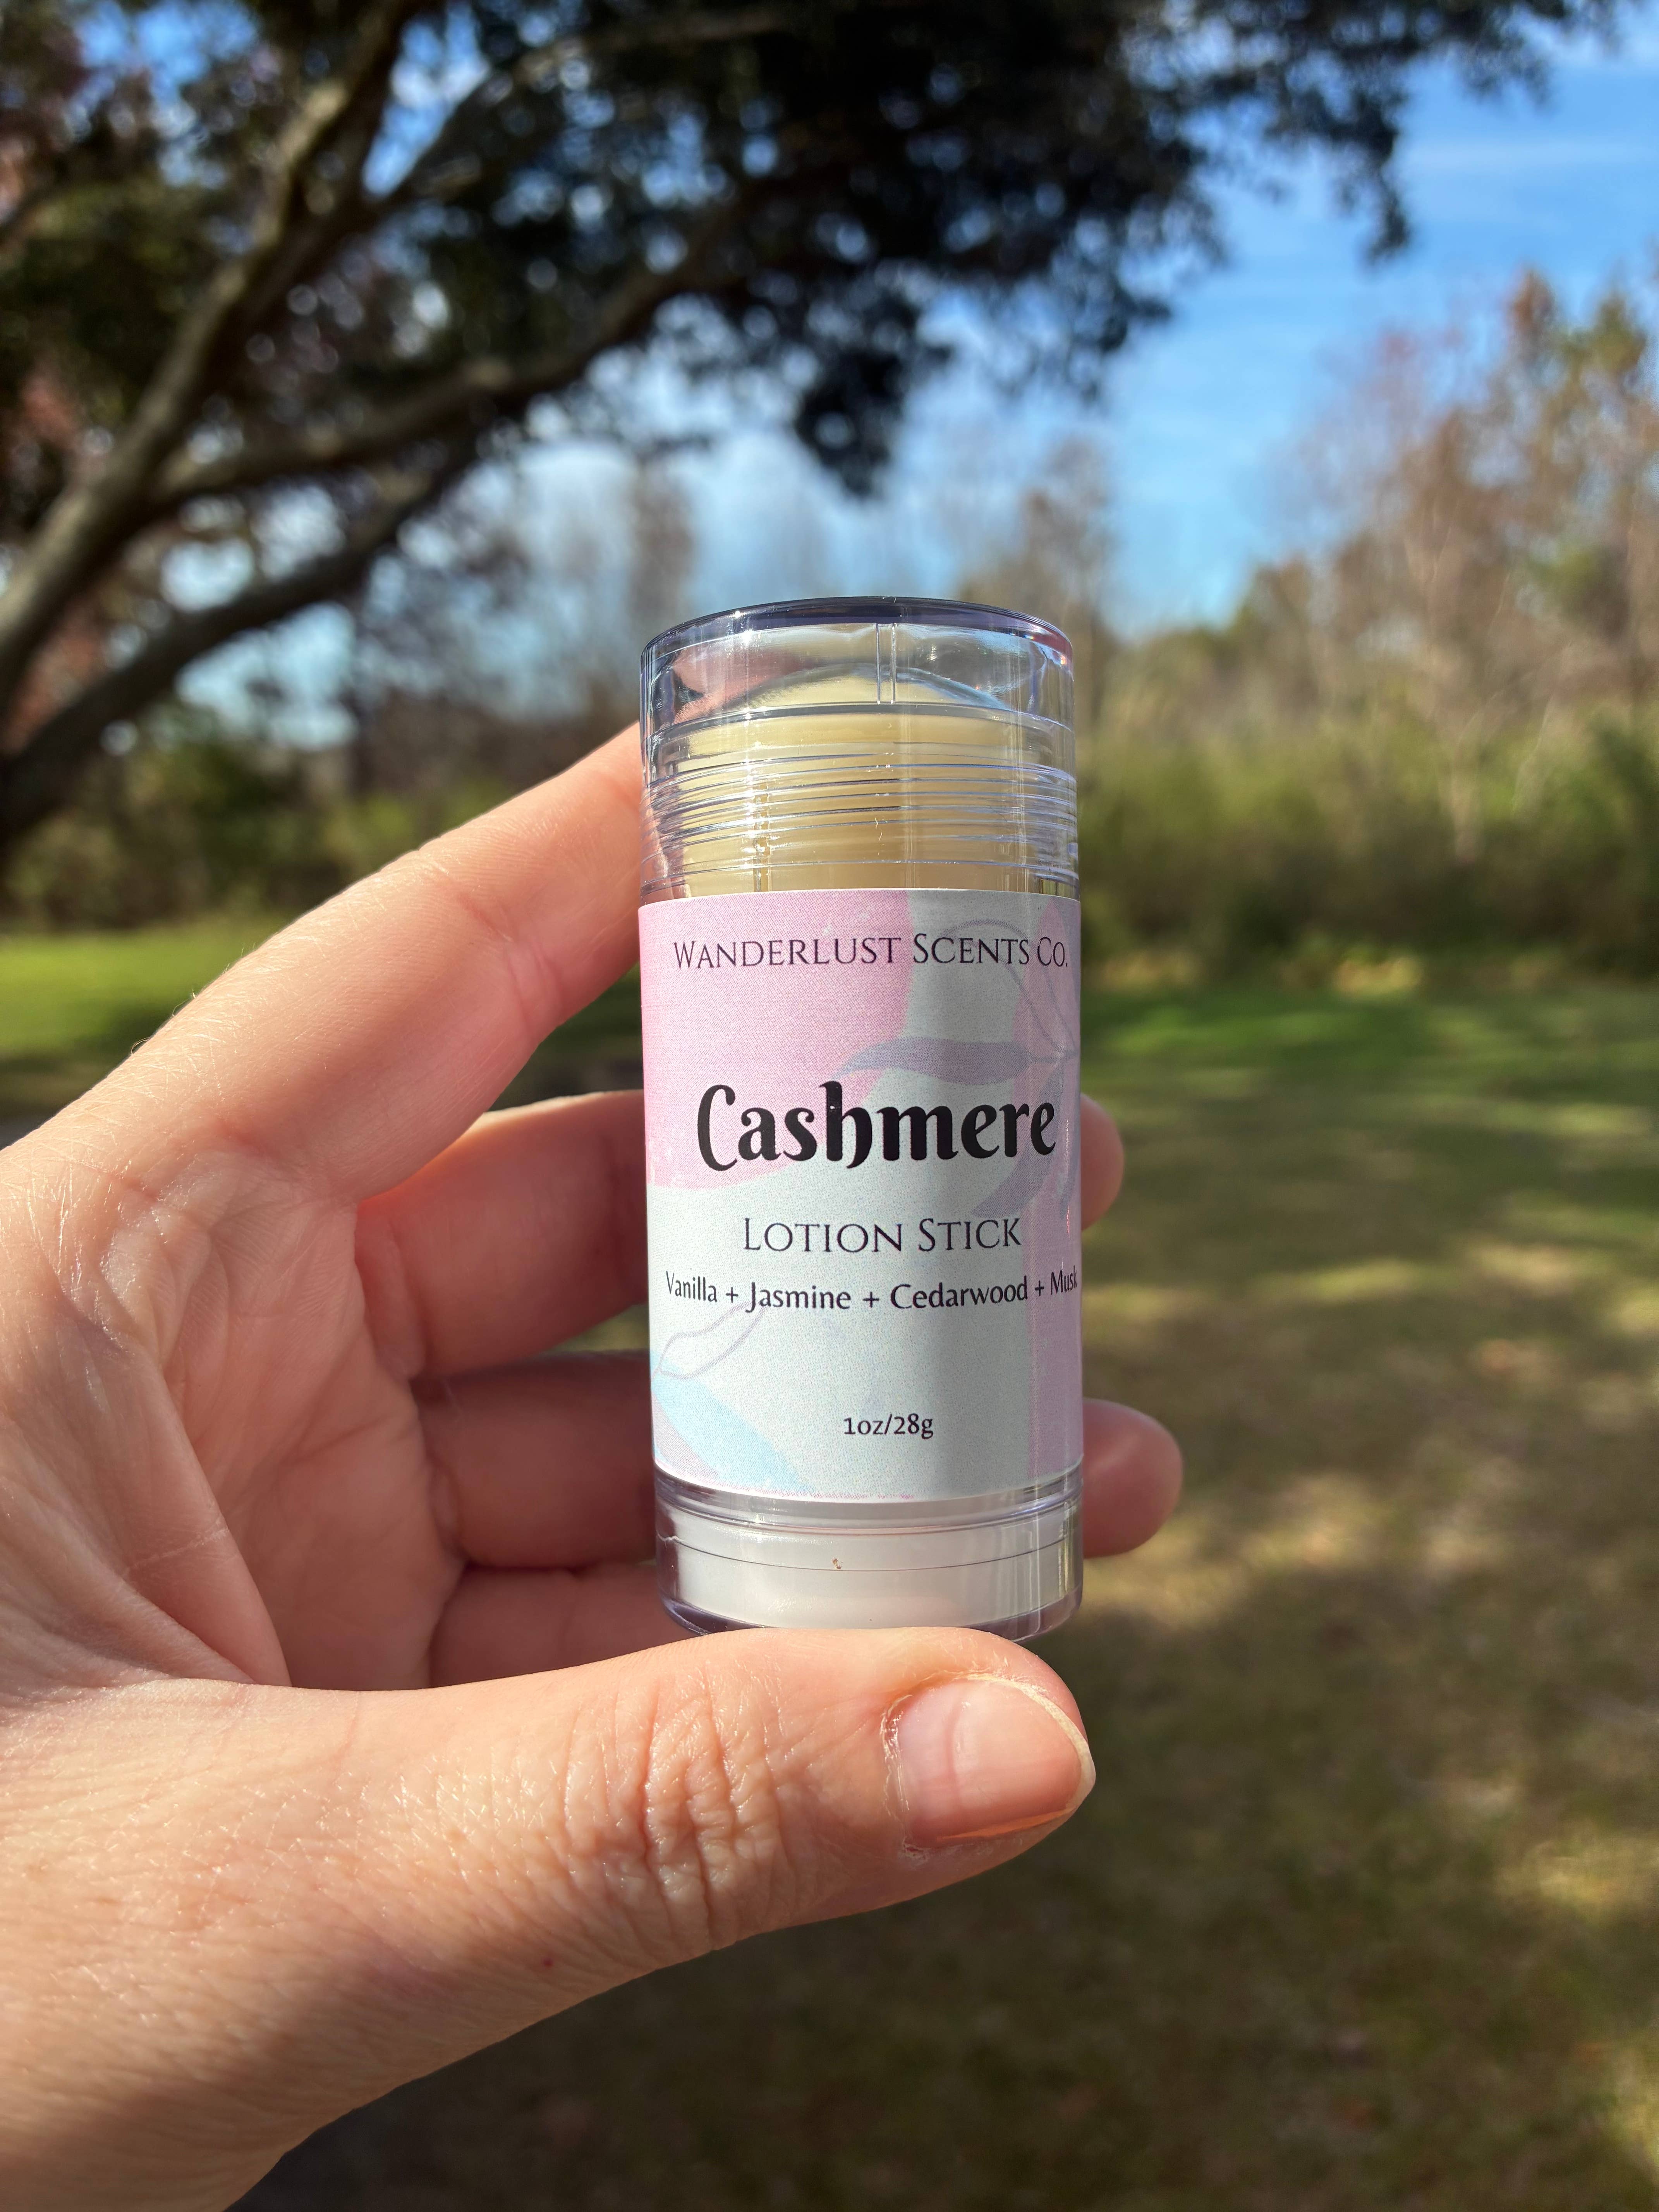 Wanderlust Scents Co.
Cashmere
Lotion Stick
Vanilla + Jasmine + Cedarwood + Musk
1oz/28g